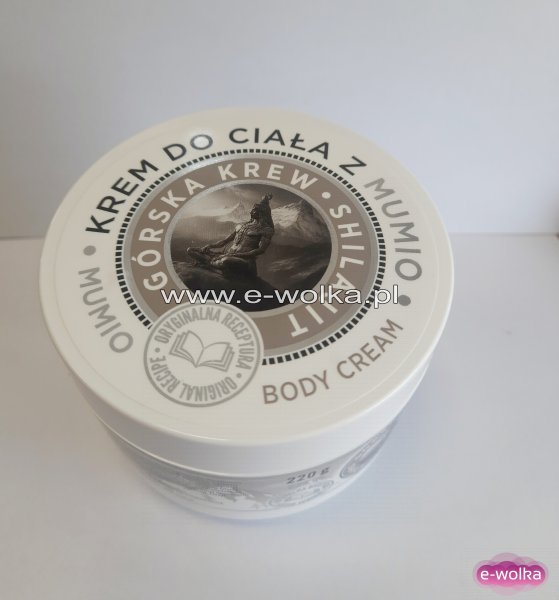 • KREM DO CIAŁA Z MUMIO •
GÓRSKA KREW • SHILAJIT
www.e-wolka.pl
MUMIO
• ORYGINALNA RECEPTURA •
ORIGINAL RECIPE
BODY CREAM
220 g
e-wolka